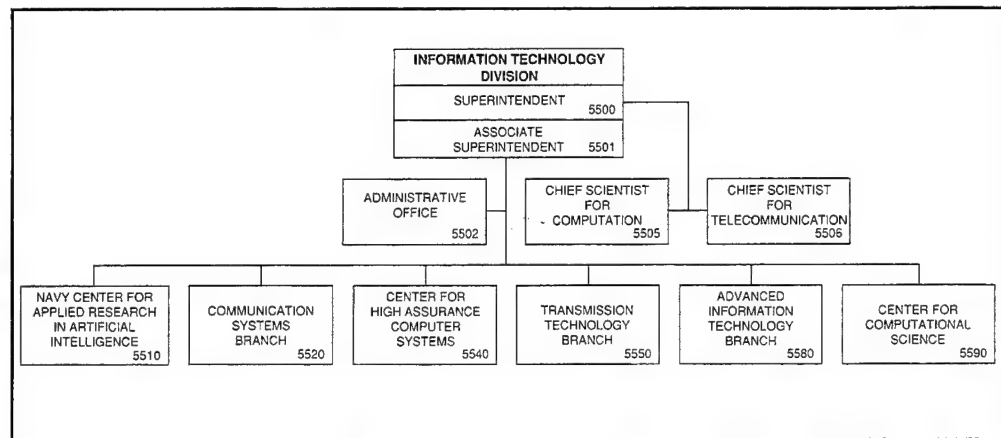 INFORMATION TECHNOLOGY
DIVISION
SUPERINTENDENT
5500
ASSOCIATE
SUPERINTENDENT
5501
ADMINISTRATIVE
OFFICE
5502
CHIEF SCIENTIST
FOR
COMPUTATION
5505
CHIEF SCIENTIST
FOR
TELECOMMUNICATION
5506
NAVY CENTER FOR
APPLIED RESEARCH
IN ARTIFICIAL
INTELLIGENCE
5510
COMMUNICATION
SYSTEMS
BRANCH
5520
CENTER FOR
HIGH ASSURANCE
COMPUTER
SYSTEMS
5540
TRANSMISSION
TECHNOLOGY
BRANCH
5550
ADVANCED
INFORMATION
TECHNOLOGY
BRANCH
5580
CENTER FOR
COMPUTATIONAL
SCIENCE
5590